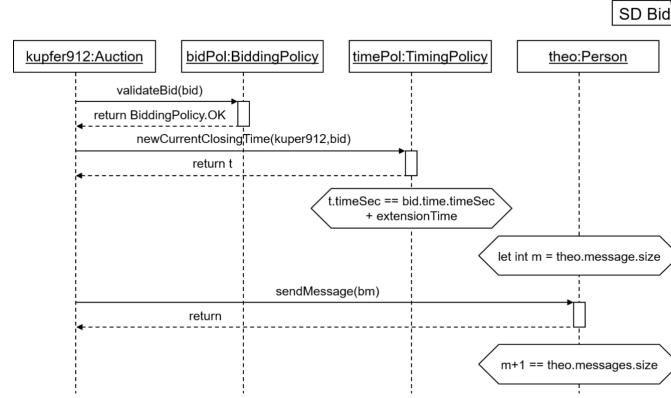 SD Bid
kupfer912:Auction
bidPol:BiddingPolicy
timePol:TimingPolicy
theo:Person
validateBid(bid)
return BiddingPolicy.OK
newCurrentClosingTime(kuper912,bid)
return t
t.timeSec == bid.time.timeSec
+ extensionTime
let int m = theo.message.size
sendMessage(bm)
return
m+1 == theo.messages.size